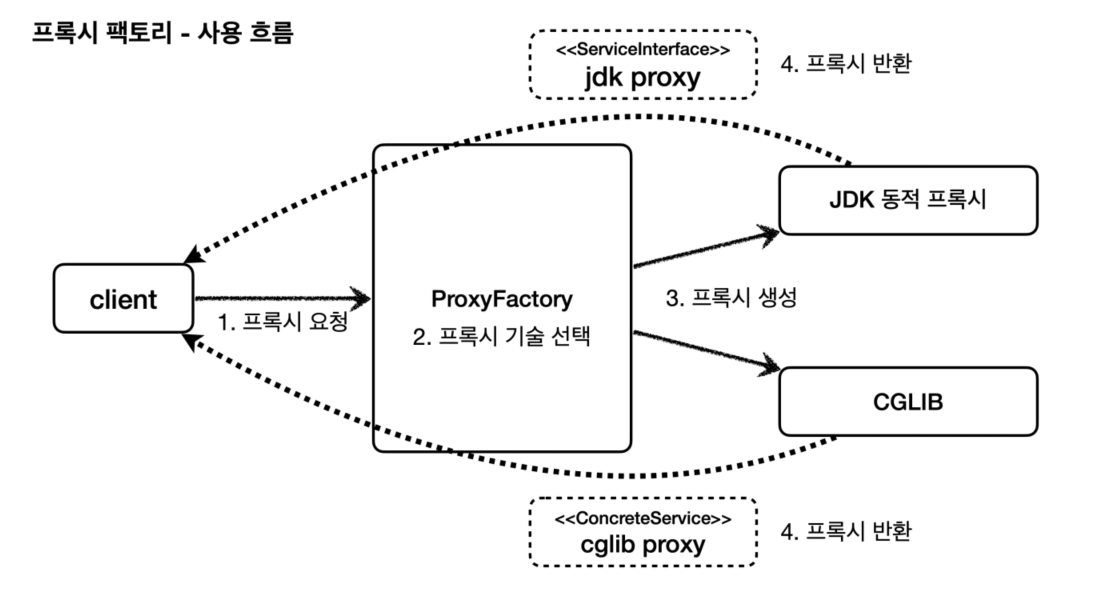 프록시 팩토리 - 사용 흐름
<<ServiceInterface>>
jdk proxy
4. 프록시 반환
JDK 동적 프록시
client
1. 프록시 요청
ProxyFactory
2. 프록시 기술 선택
3. 프록시 생성
CGLIB
<<ConcreteService>>
cglib proxy
4. 프록시 반환